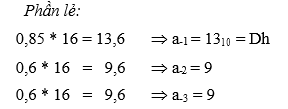 Phần lẻ:
0,85 * 16 = 13,6 ⇒ a-1 = 1310 = Dh
0,6 * 16 = 9,6 ⇒ a-2 = 9
0,6 * 16 = 9,6 ⇒ a-3 = 9